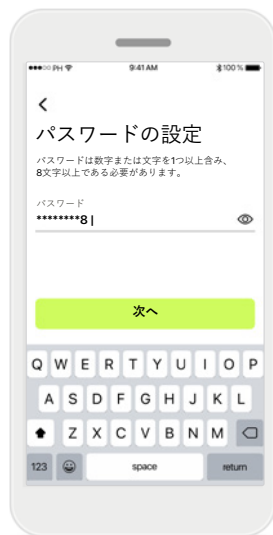 PH 9:41 AM 100 %
パスワードの設定
パスワードは数字または文字を1つ以上含み、
8文字以上である必要があります。
パスワード
********8 |
次へ
Q W E R T Y U I O P
A S D F G H J K L
Z X C V B N M
123 space return